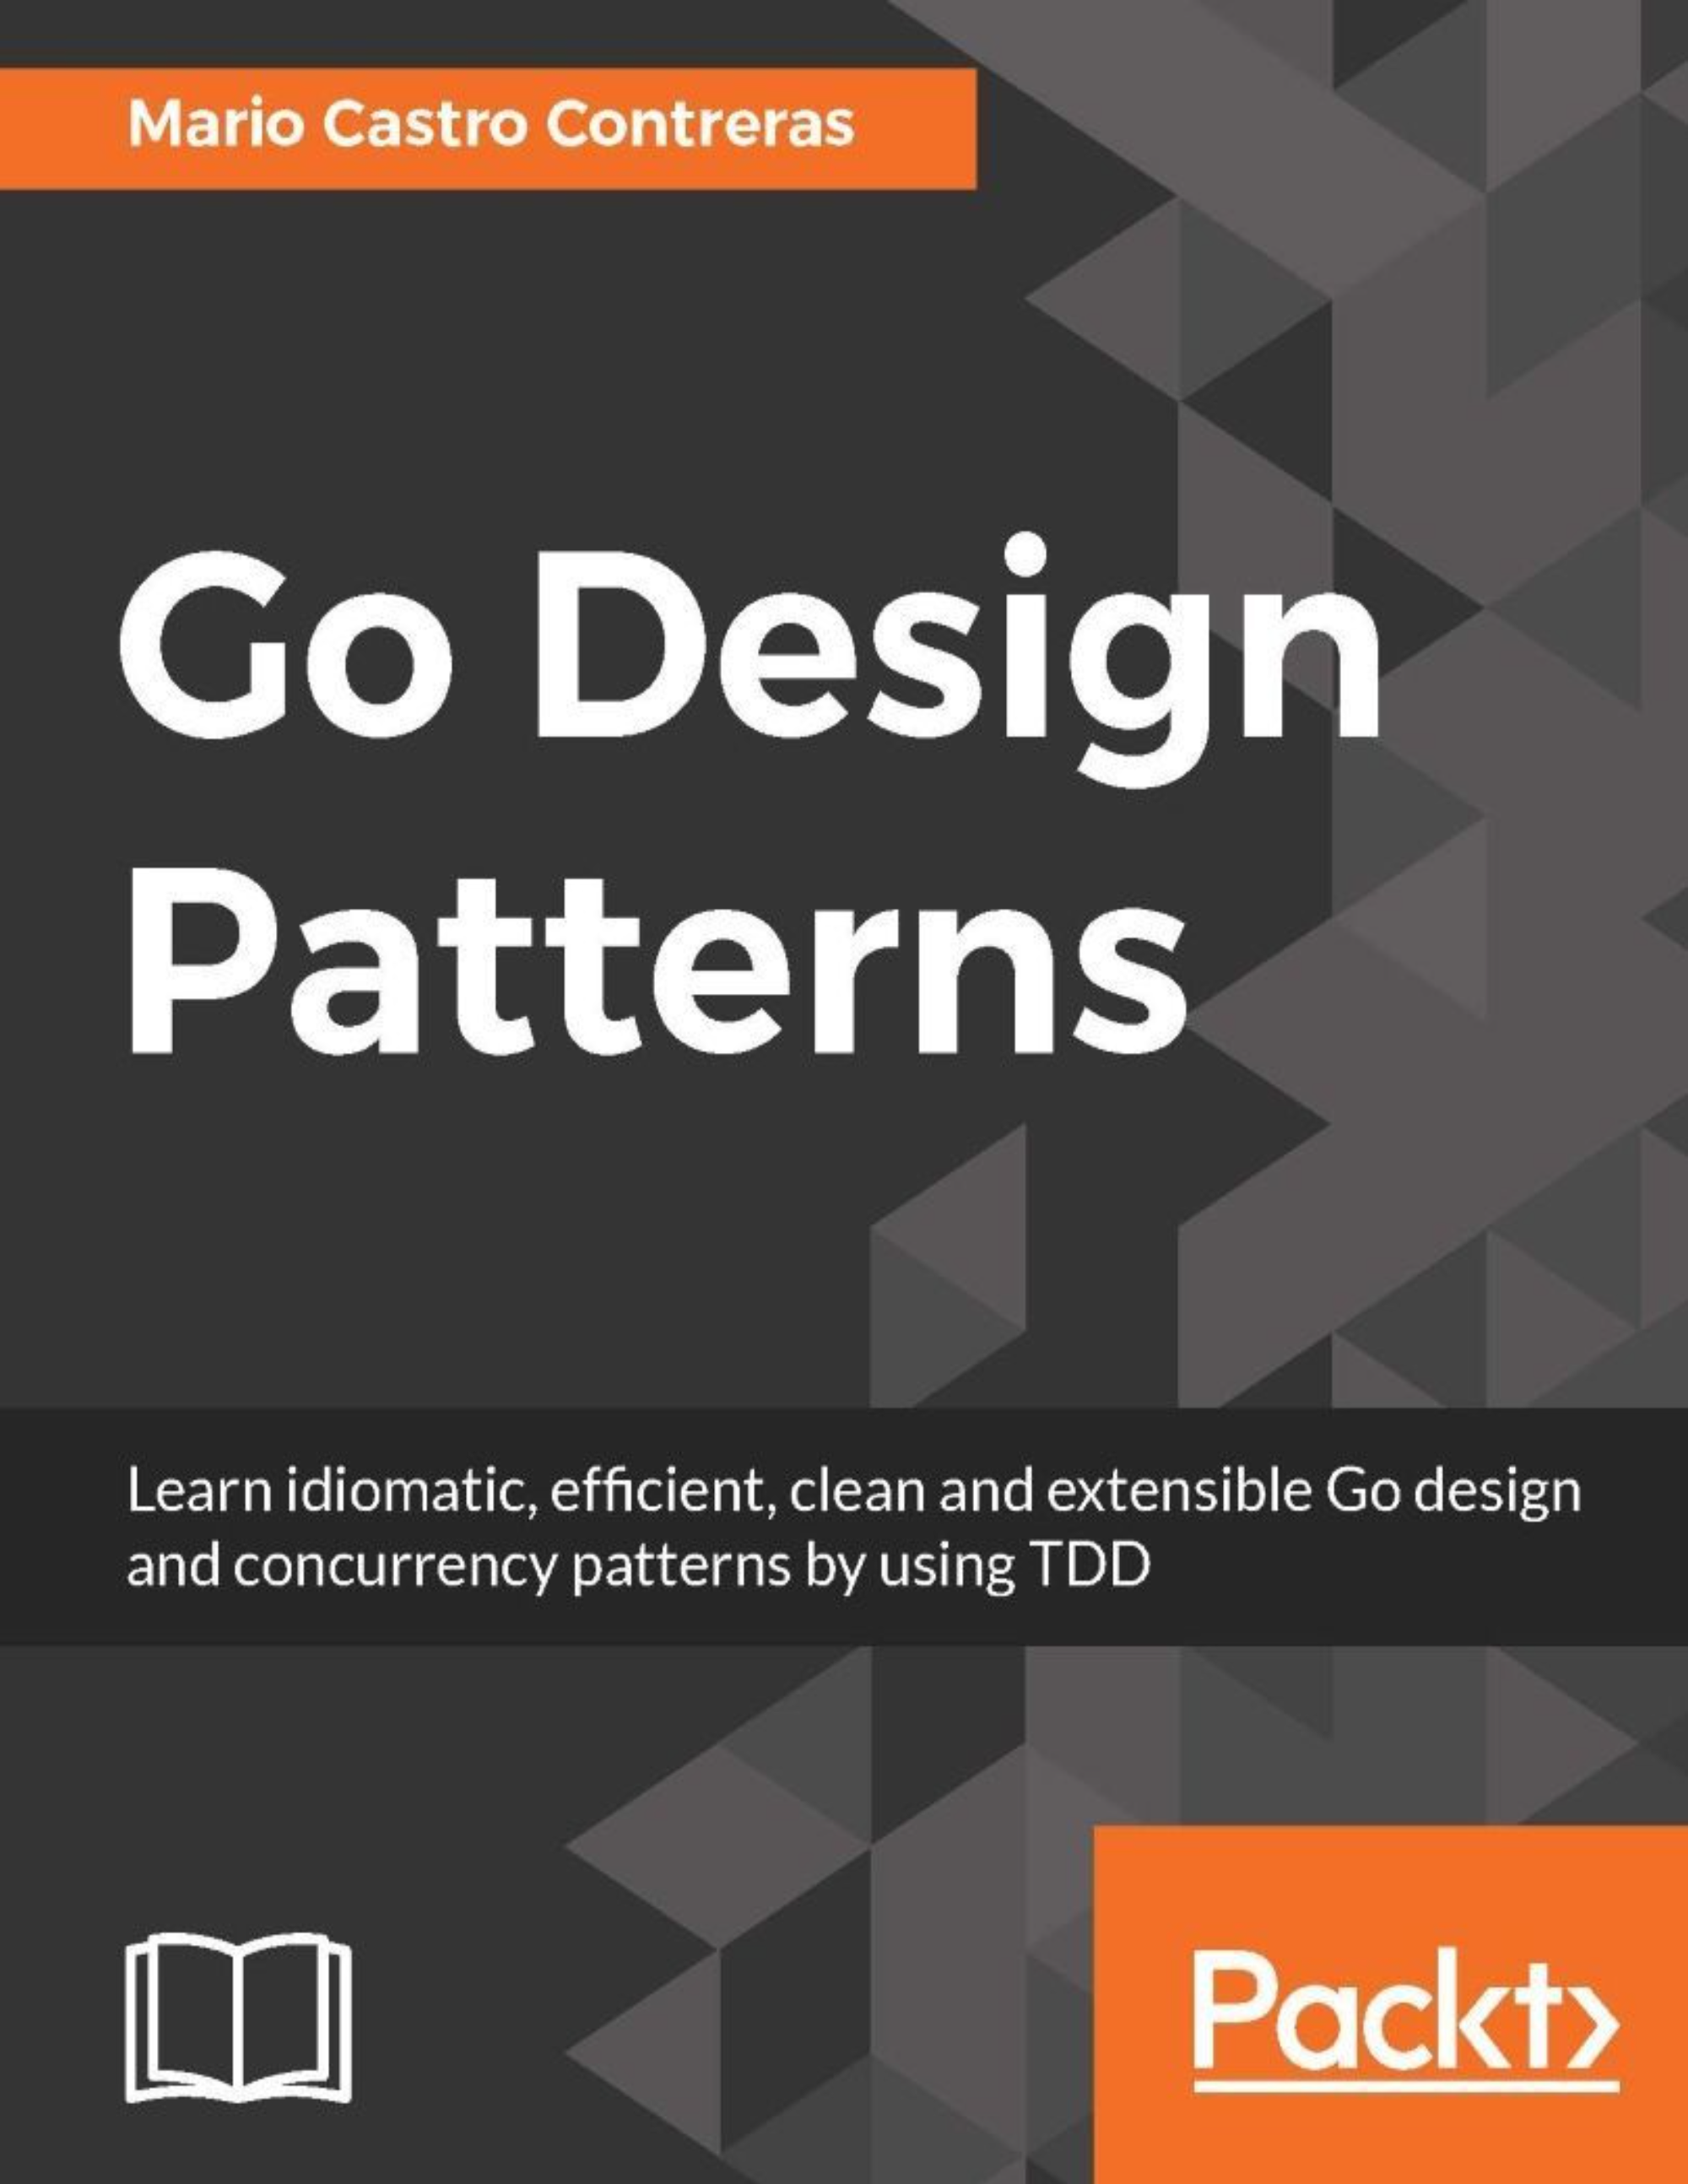 Mario Castro Contreras
Go Design
Patterns
Learn idiomatic, efficient, clean and extensible Go design
and concurrency patterns by using TDD
Packt>